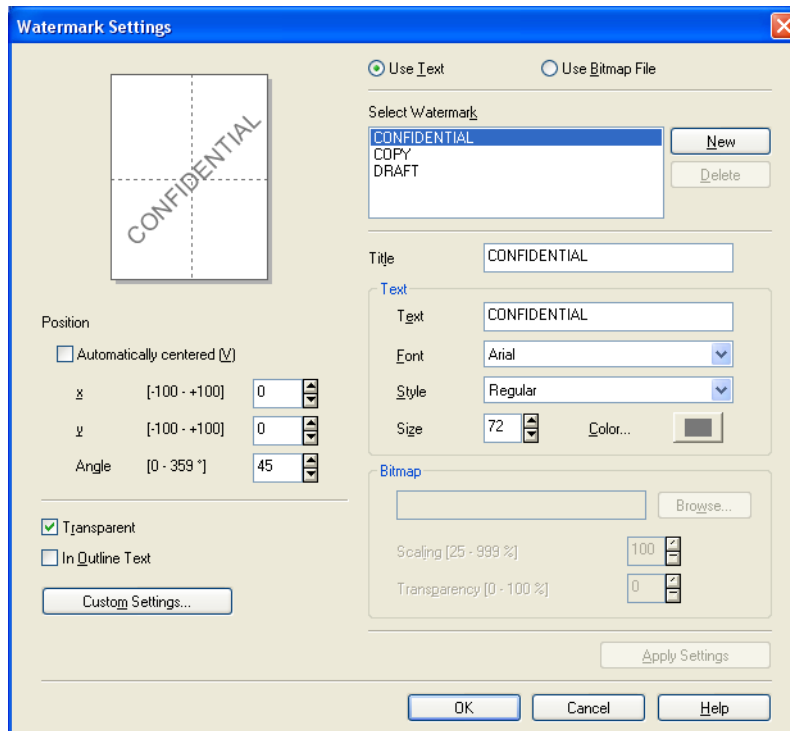 Watermark Settings
CONFIDENTIAL
Use Text
Use Bitmap File
Select Watermark
CONFIDENTIAL
COPY
DRAFT
New
Delete
Title CONFIDENTIAL
Text
Text CONFIDENTIAL
Font Arial
Style Regular
Size 72 Color...
Position
Automatically centered (V)
x [-100 - +100] 0
y [-100 - +100] 0
Angle [0 - 359 °] 45
Transparent
In Outline Text
Custom Settings...
Bitmap
Browse...
Scaling [25 - 999 %] 100
Transparency [0 - 100 %] 0
Apply Settings
OK Cancel Help